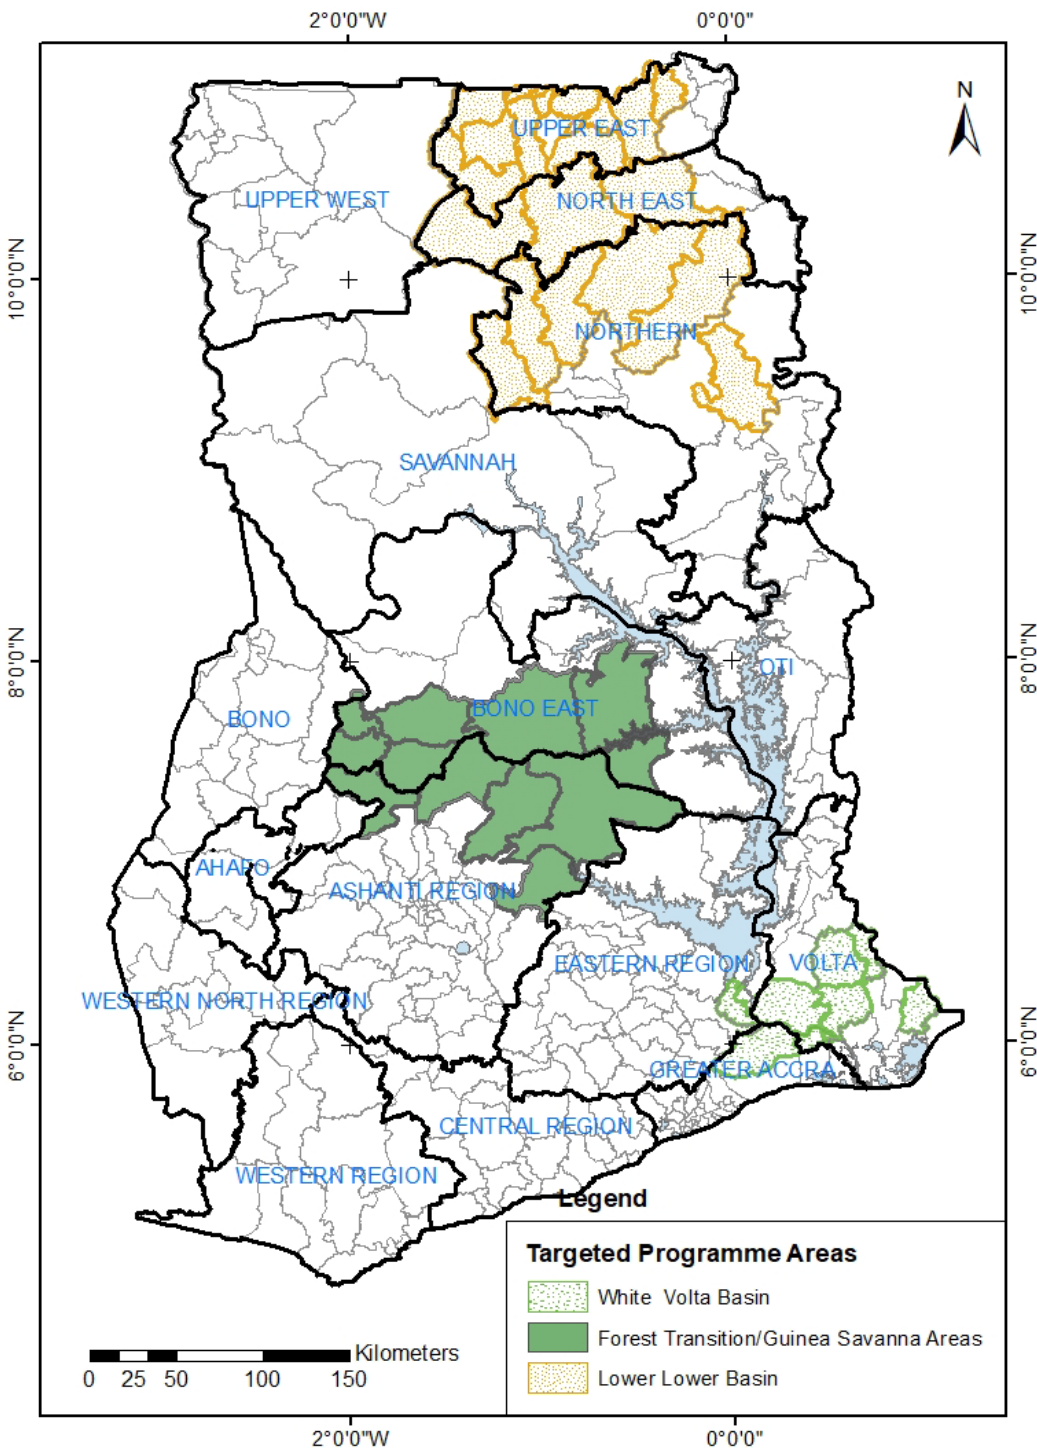 2°0'0"W
0°0'0"
N
UPPER EAST
UPPER WEST
NORTH EAST
10°0'0"N
10°0'0"N
NORTHERN
SAVANNAH
8°0'0"N
8°0'0"N
OTI
BONO EAST
BONO
AHAFO
ASHANTI REGION
EASTERN REGION
VOLTA
WESTERN NORTH REGION
6°0'0"N
6°0'0"N
GREATER ACCRA
CENTRAL REGION
WESTERN REGION
Legend
Targeted Programme Areas
White Volta Basin
Forest Transition/Guinea Savanna Areas
Lower Lower Basin
Kilometers
0 25 50 100 150
2°0'0"W
0°0'0"